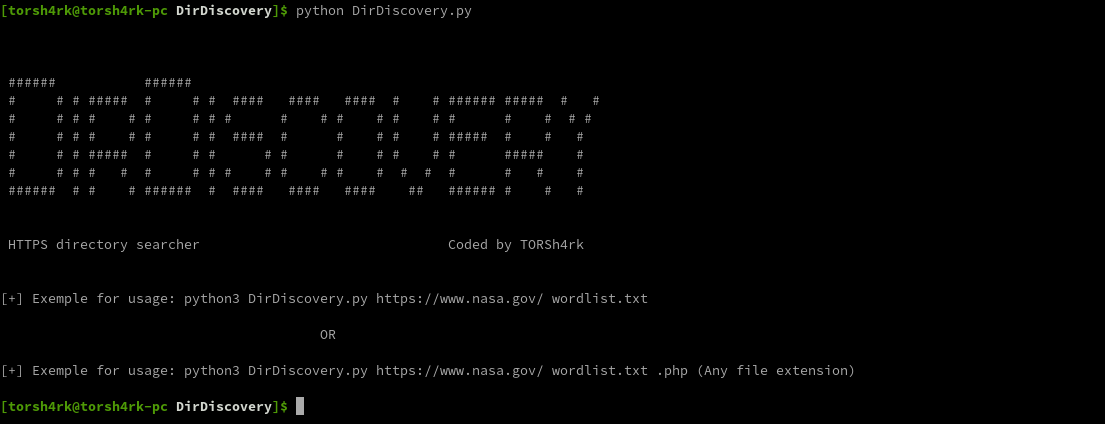 [torsh4rk@torsh4rk-pc DirDiscovery]$ python DirDiscovery.py
DIRDISCOVERY
HTTPS directory searcher Coded by TORSh4rk
[+] Exemple for usage: python3 DirDiscovery.py https://www.nasa.gov/ wordlist.txt
OR
[+] Exemple for usage: python3 DirDiscovery.py https://www.nasa.gov/ wordlist.txt .php (Any file extension)
[torsh4rk@torsh4rk-pc DirDiscovery]$